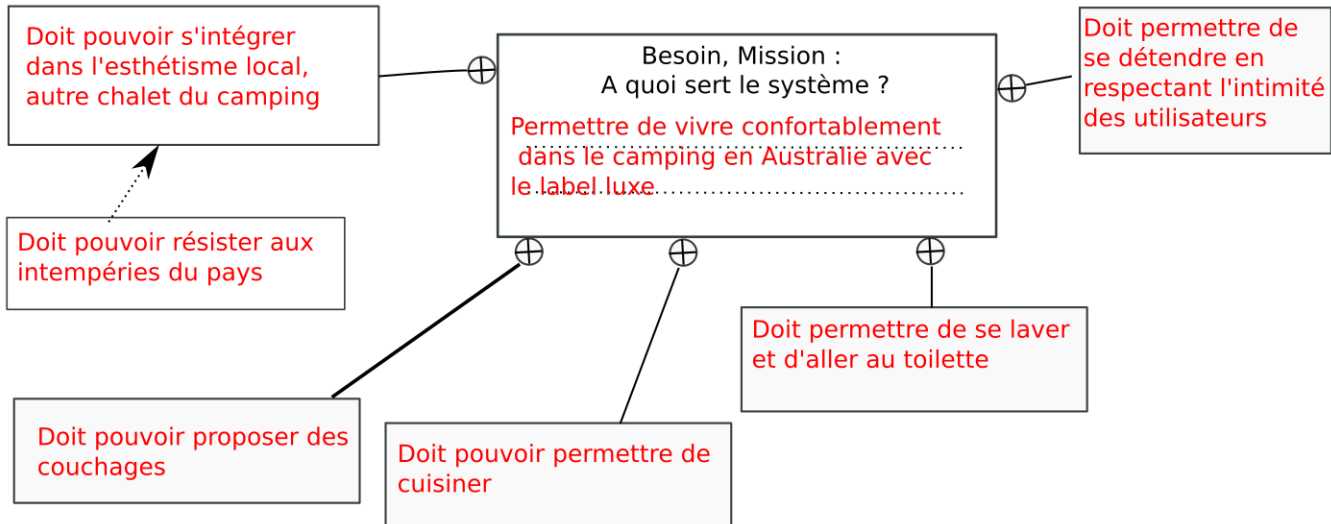 Doit pouvoir s'intégrer
dans l'esthétisme local,
autre chalet du camping
Besoin, Mission :
A quoi sert le système ?
Permettre de vivre confortablement
dans le camping en Australie avec
le label luxe
Doit permettre de
se détendre en
respectant l'intimité
des utilisateurs
Doit pouvoir résister aux
intempéries du pays
Doit permettre de se laver
et d'aller au toilette
Doit pouvoir proposer des
couchages
Doit pouvoir permettre de
cuisiner